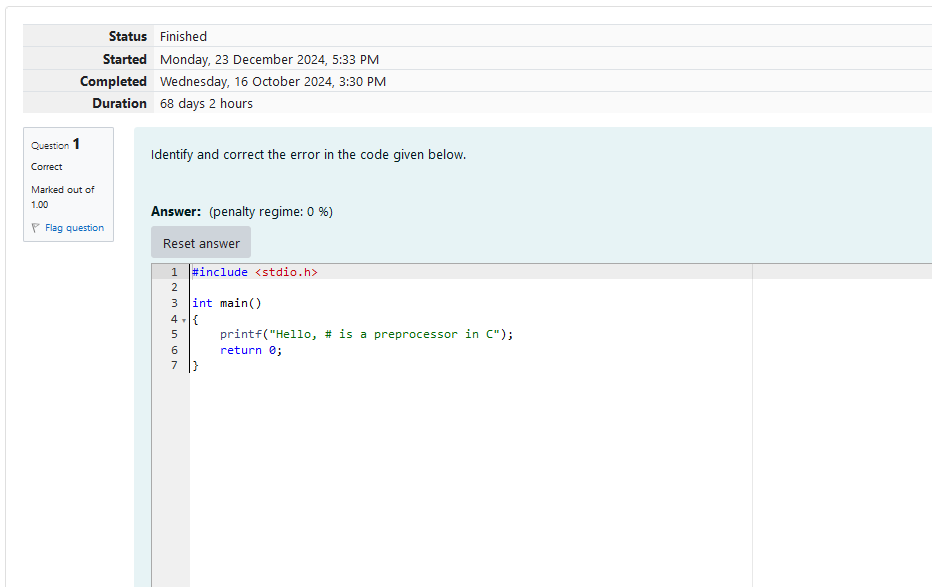 Status Finished
Started Monday, 23 December 2024, 5:33 PM
Completed Wednesday, 16 October 2024, 3:30 PM
Duration 68 days 2 hours
Question 1
Correct
Marked out of
1.00
Flag question
Identify and correct the error in the code given below.
Answer: (penalty regime: 0 %)
Reset answer
1 #include <stdio.h>
2
3 int main()
4 {
5 printf("Hello, # is a preprocessor in C");
6 return 0;
7 }